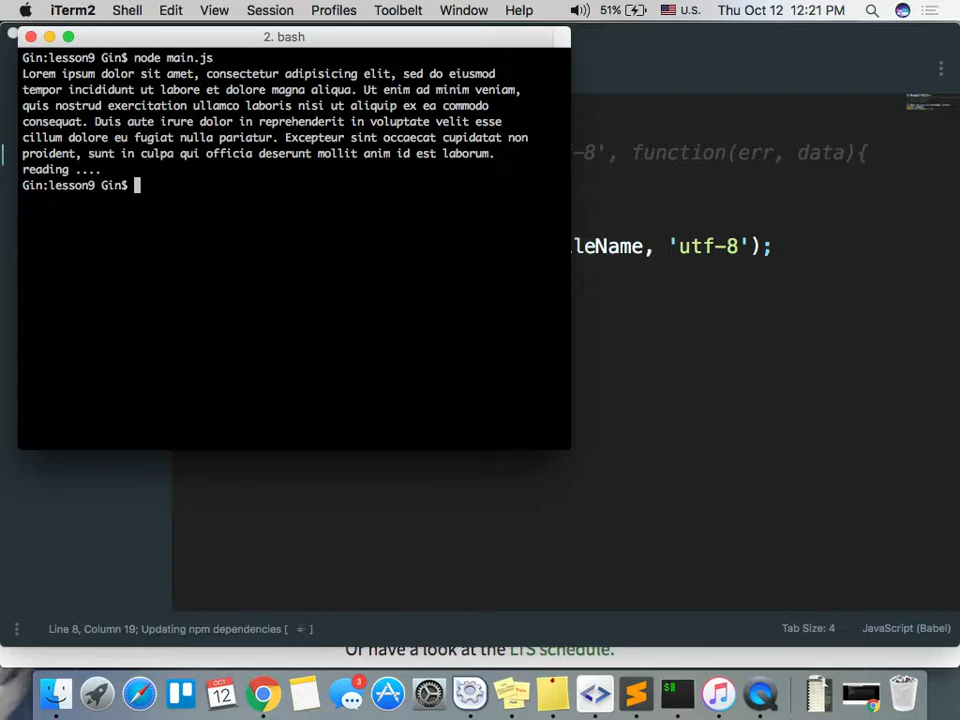 iTerm2 Shell Edit View Session Profiles Toolbelt Window Help 51% U.S. Thu Oct 12 12:21 PM
2. bash
Gin:lesson9 Gin$ node main.js
Lorem ipsum dolor sit amet, consectetur adipisicing elit, sed do eiusmod
tempor incididunt ut labore et dolore magna aliqua. Ut enim ad minim veniam,
quis nostrud exercitation ullamco laboris nisi ut aliquip ex ea commodo
consequat. Duis aute irure dolor in reprehenderit in voluptate velit esse
cillum dolore eu fugiat nulla pariatur. Excepteur sint occaecat cupidatat non
proident, sunt in culpa qui officia deserunt mollit anim id est laborum.
reading ....
Gin:lesson9 Gin$
f-8', function(err, data){
leName, 'utf-8');
Line 8, Column 19; Updating npm dependencies [ = ] Tab Size: 4 JavaScript (Babel)
Or have a look at the LTS schedule.
OCT
12
3
$